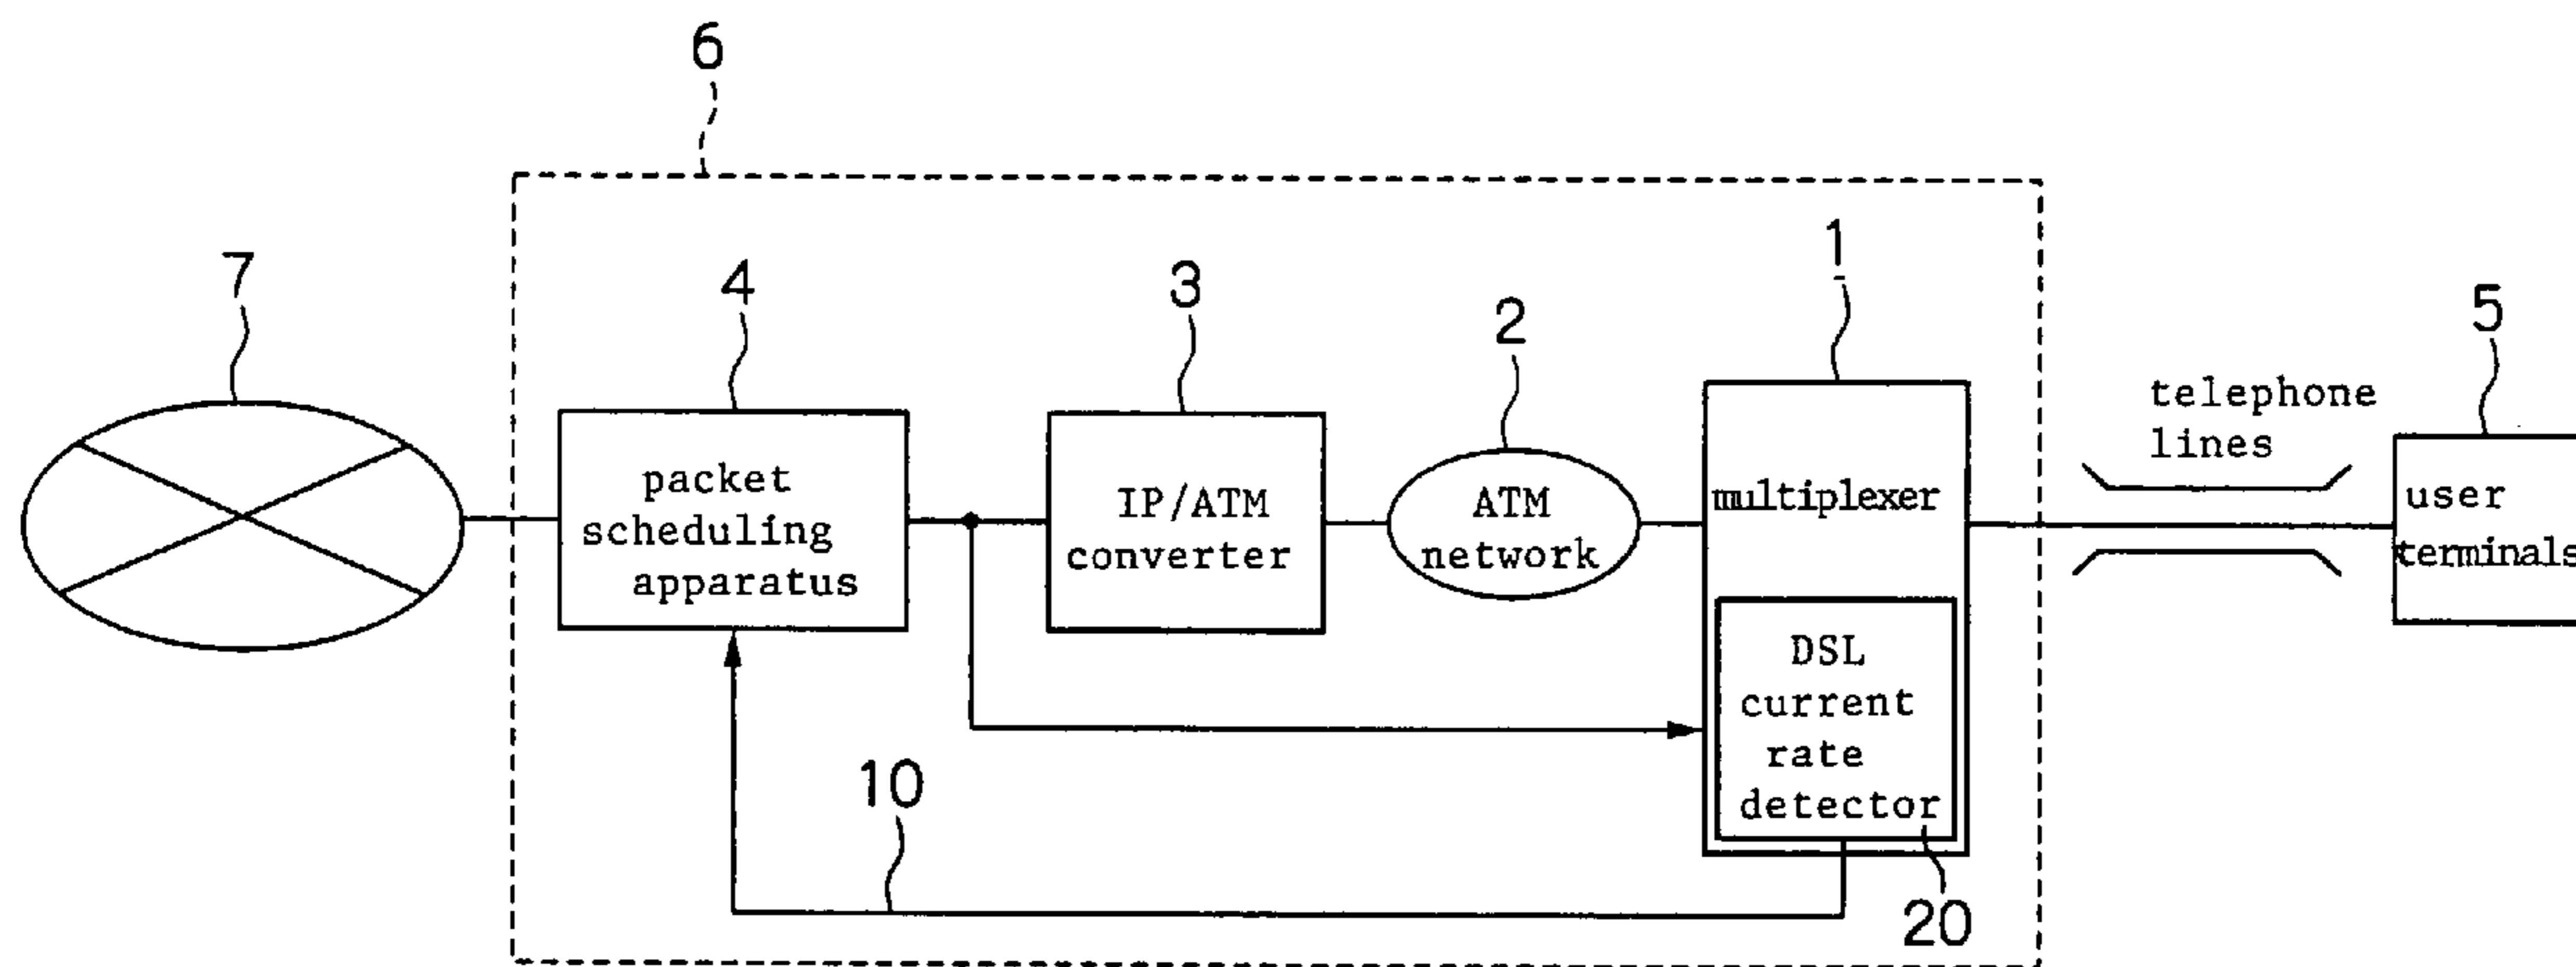 6
7
4
3
2
1
5
packet
scheduling
apparatus
IP/ATM
converter
ATM
network
multiplexer
telephone
lines
user
terminals
DSL
current
rate
detector
10
20